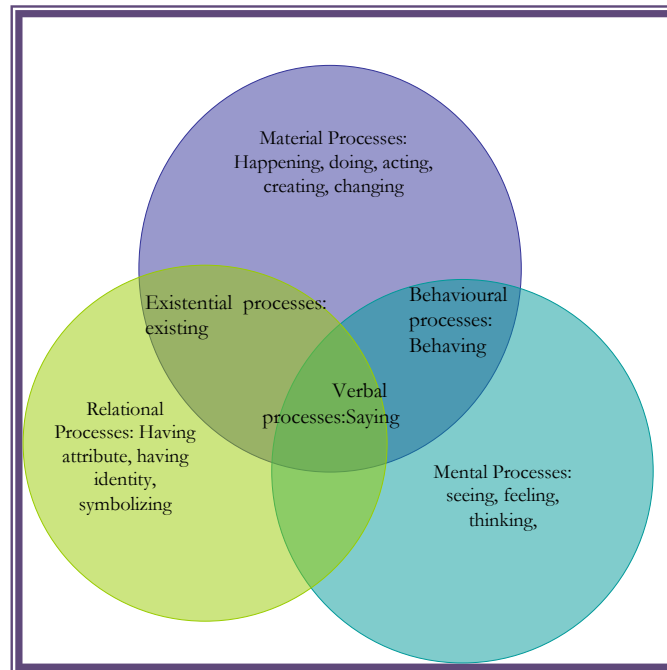 Material Processes:
Happening, doing, acting,
creating, changing
Existential processes:
existing
Behavioural
processes:
Behaving
Verbal
processes:Saying
Relational
Processes: Having
attribute, having
identity,
symbolizing
Mental Processes:
seeing, feeling,
thinking,